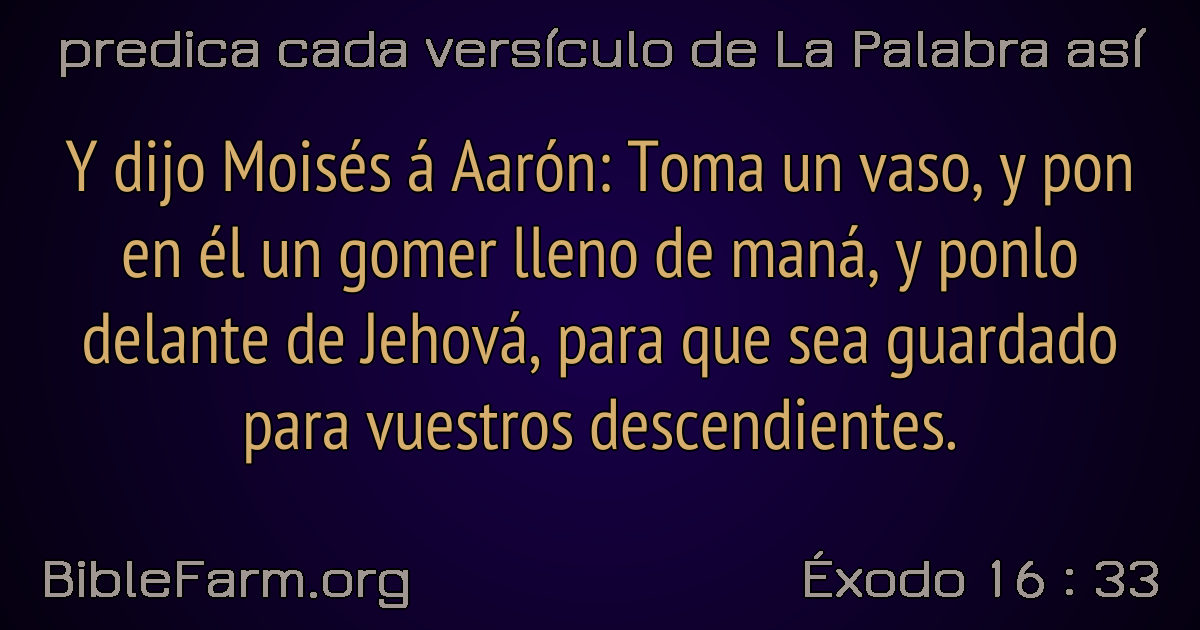 predica cada versículo de La Palabra así
Y dijo Moisés á Aarón: Toma un vaso, y pon
en él un gomer lleno de maná, y ponlo
delante de Jehová, para que sea guardado
para vuestros descendientes.
BibleFarm.org
Éxodo 16 : 33